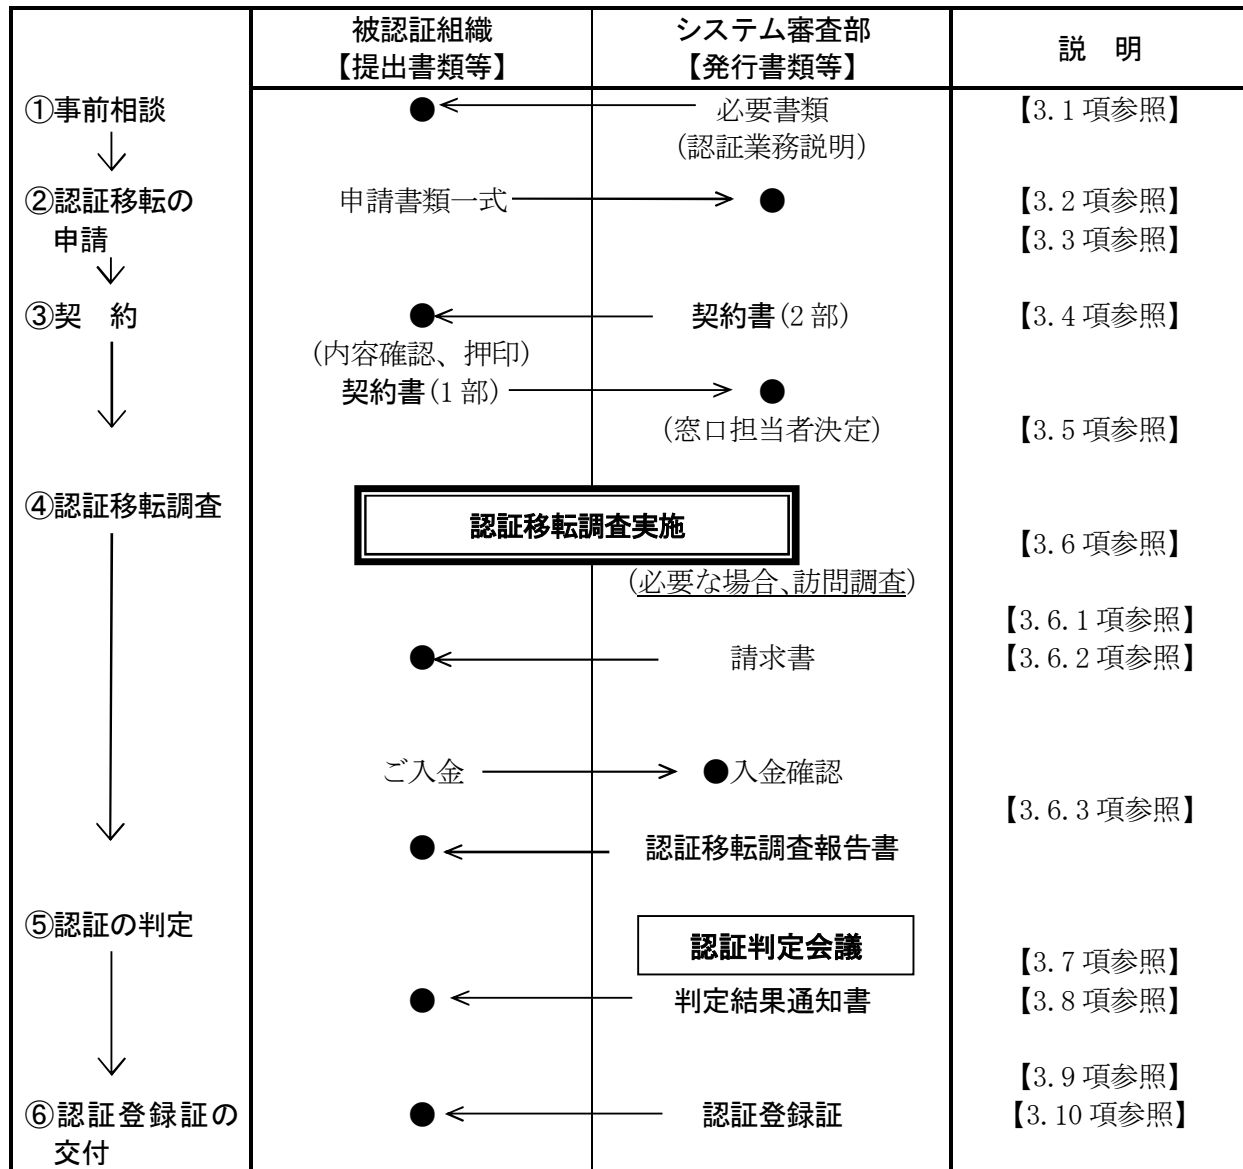 被認証組織
【提出書類等】
システム審査部
【発行書類等】
説　明
①事前相談
必要書類
(認証業務説明)
【3.1 項参照】
②認証移転の
申請
申請書類一式
【3.2 項参照】
【3.3 項参照】
③契　約
契約書(2 部)
【3.4 項参照】
(内容確認、押印)
契約書(1 部)
(窓口担当者決定)
【3.5 項参照】
④認証移転調査
認証移転調査実施
【3.6 項参照】
(必要な場合、訪問調査)
【3.6.1 項参照】
請求書
【3.6.2 項参照】
ご入金
入金確認
【3.6.3 項参照】
認証移転調査報告書
⑤認証の判定
認証判定会議
【3.7 項参照】
判定結果通知書
【3.8 項参照】
【3.9 項参照】
⑥認証登録証の
交付
認証登録証
【3.10 項参照】